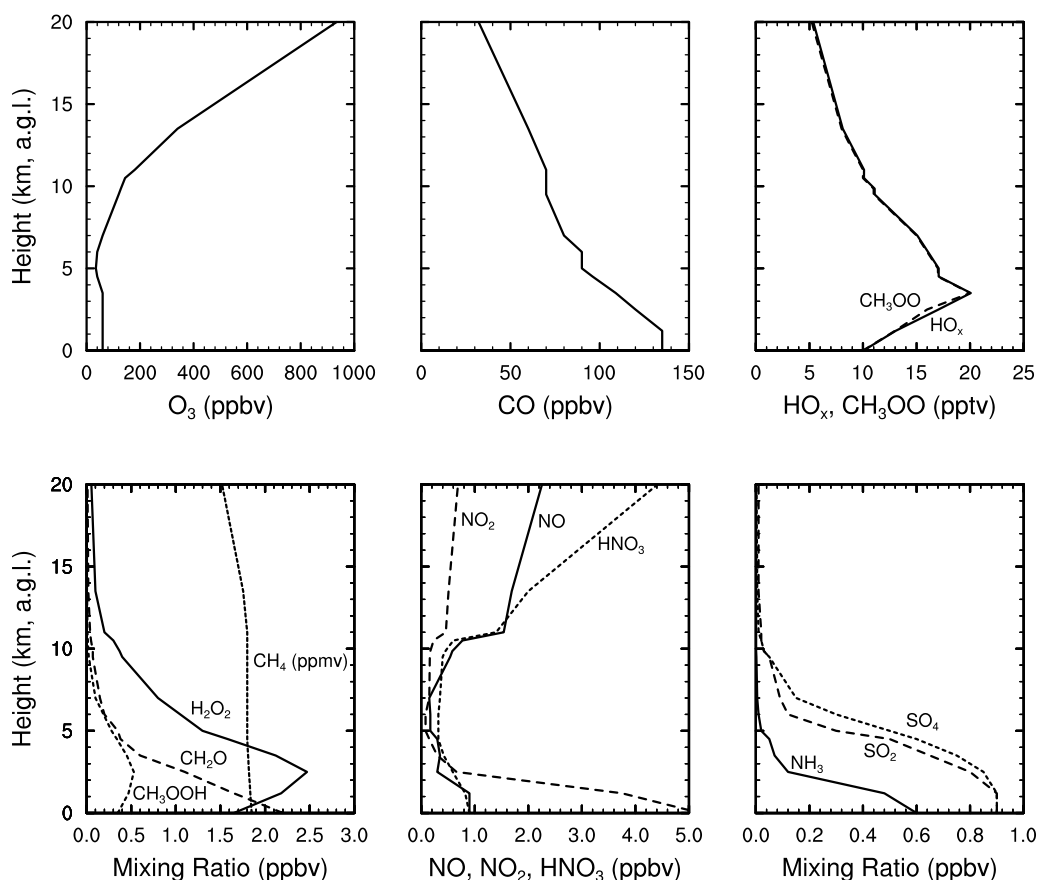 20
15
10
5
0
Height (km, a.g.l.)
0 200 400 600 800 1000
O₃ (ppbv)
0 50 100 150
CO (ppbv)
CH₃OO
HOₓ
0 5 10 15 20 25
HOₓ, CH₃OO (pptv)
20
15
10
5
0
Height (km, a.g.l.)
CH₄ (ppmv)
H₂O₂
CH₂O
CH₃OOH
0.0 0.5 1.0 1.5 2.0 2.5 3.0
Mixing Ratio (ppbv)
NO₂
NO
HNO₃
0.0 1.0 2.0 3.0 4.0 5.0
NO, NO₂, HNO₃ (ppbv)
SO₄
SO₂
NH₃
0.0 0.2 0.4 0.6 0.8 1.0
Mixing Ratio (ppbv)